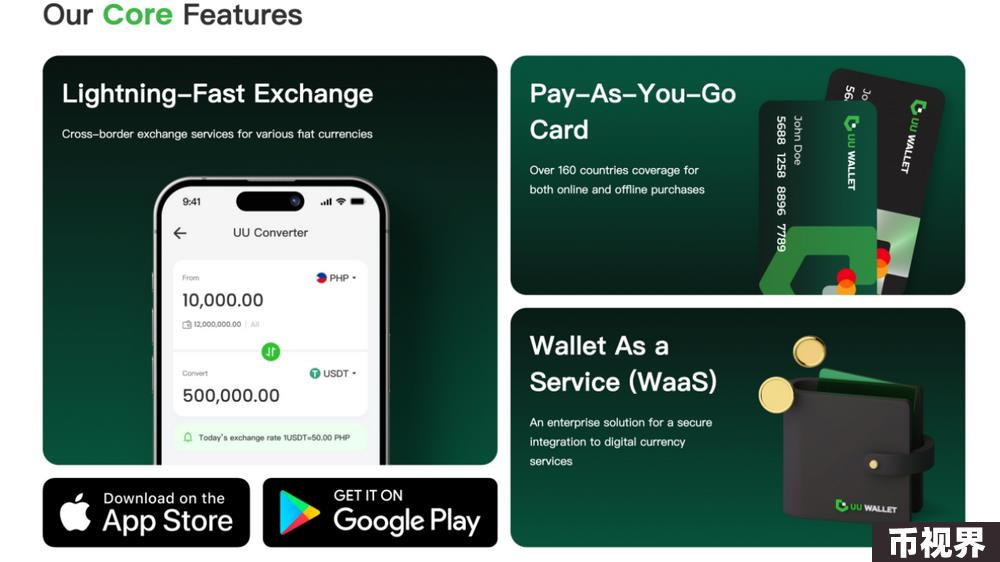 Our Core Features
Lightning-Fast Exchange
Cross-border exchange services for various fiat currencies
9:41
UU Converter
From
PHP
10,000.00
12,000,000.00 | All
Convert
USDT
500,000.00
Today's exchange rate 1USDT=50.00 PHP
Download on the
App Store
GET IT ON
Google Play
Pay-As-You-Go
Card
Over 160 countries coverage for
both online and offline purchases
UU WALLET
John Doe
5688 1258 8896 7789
UU WALLET
Jo
56
Wallet As a
Service (WaaS)
An enterprise solution for a secure
integration to digital currency
services
UU WALLET
币视界